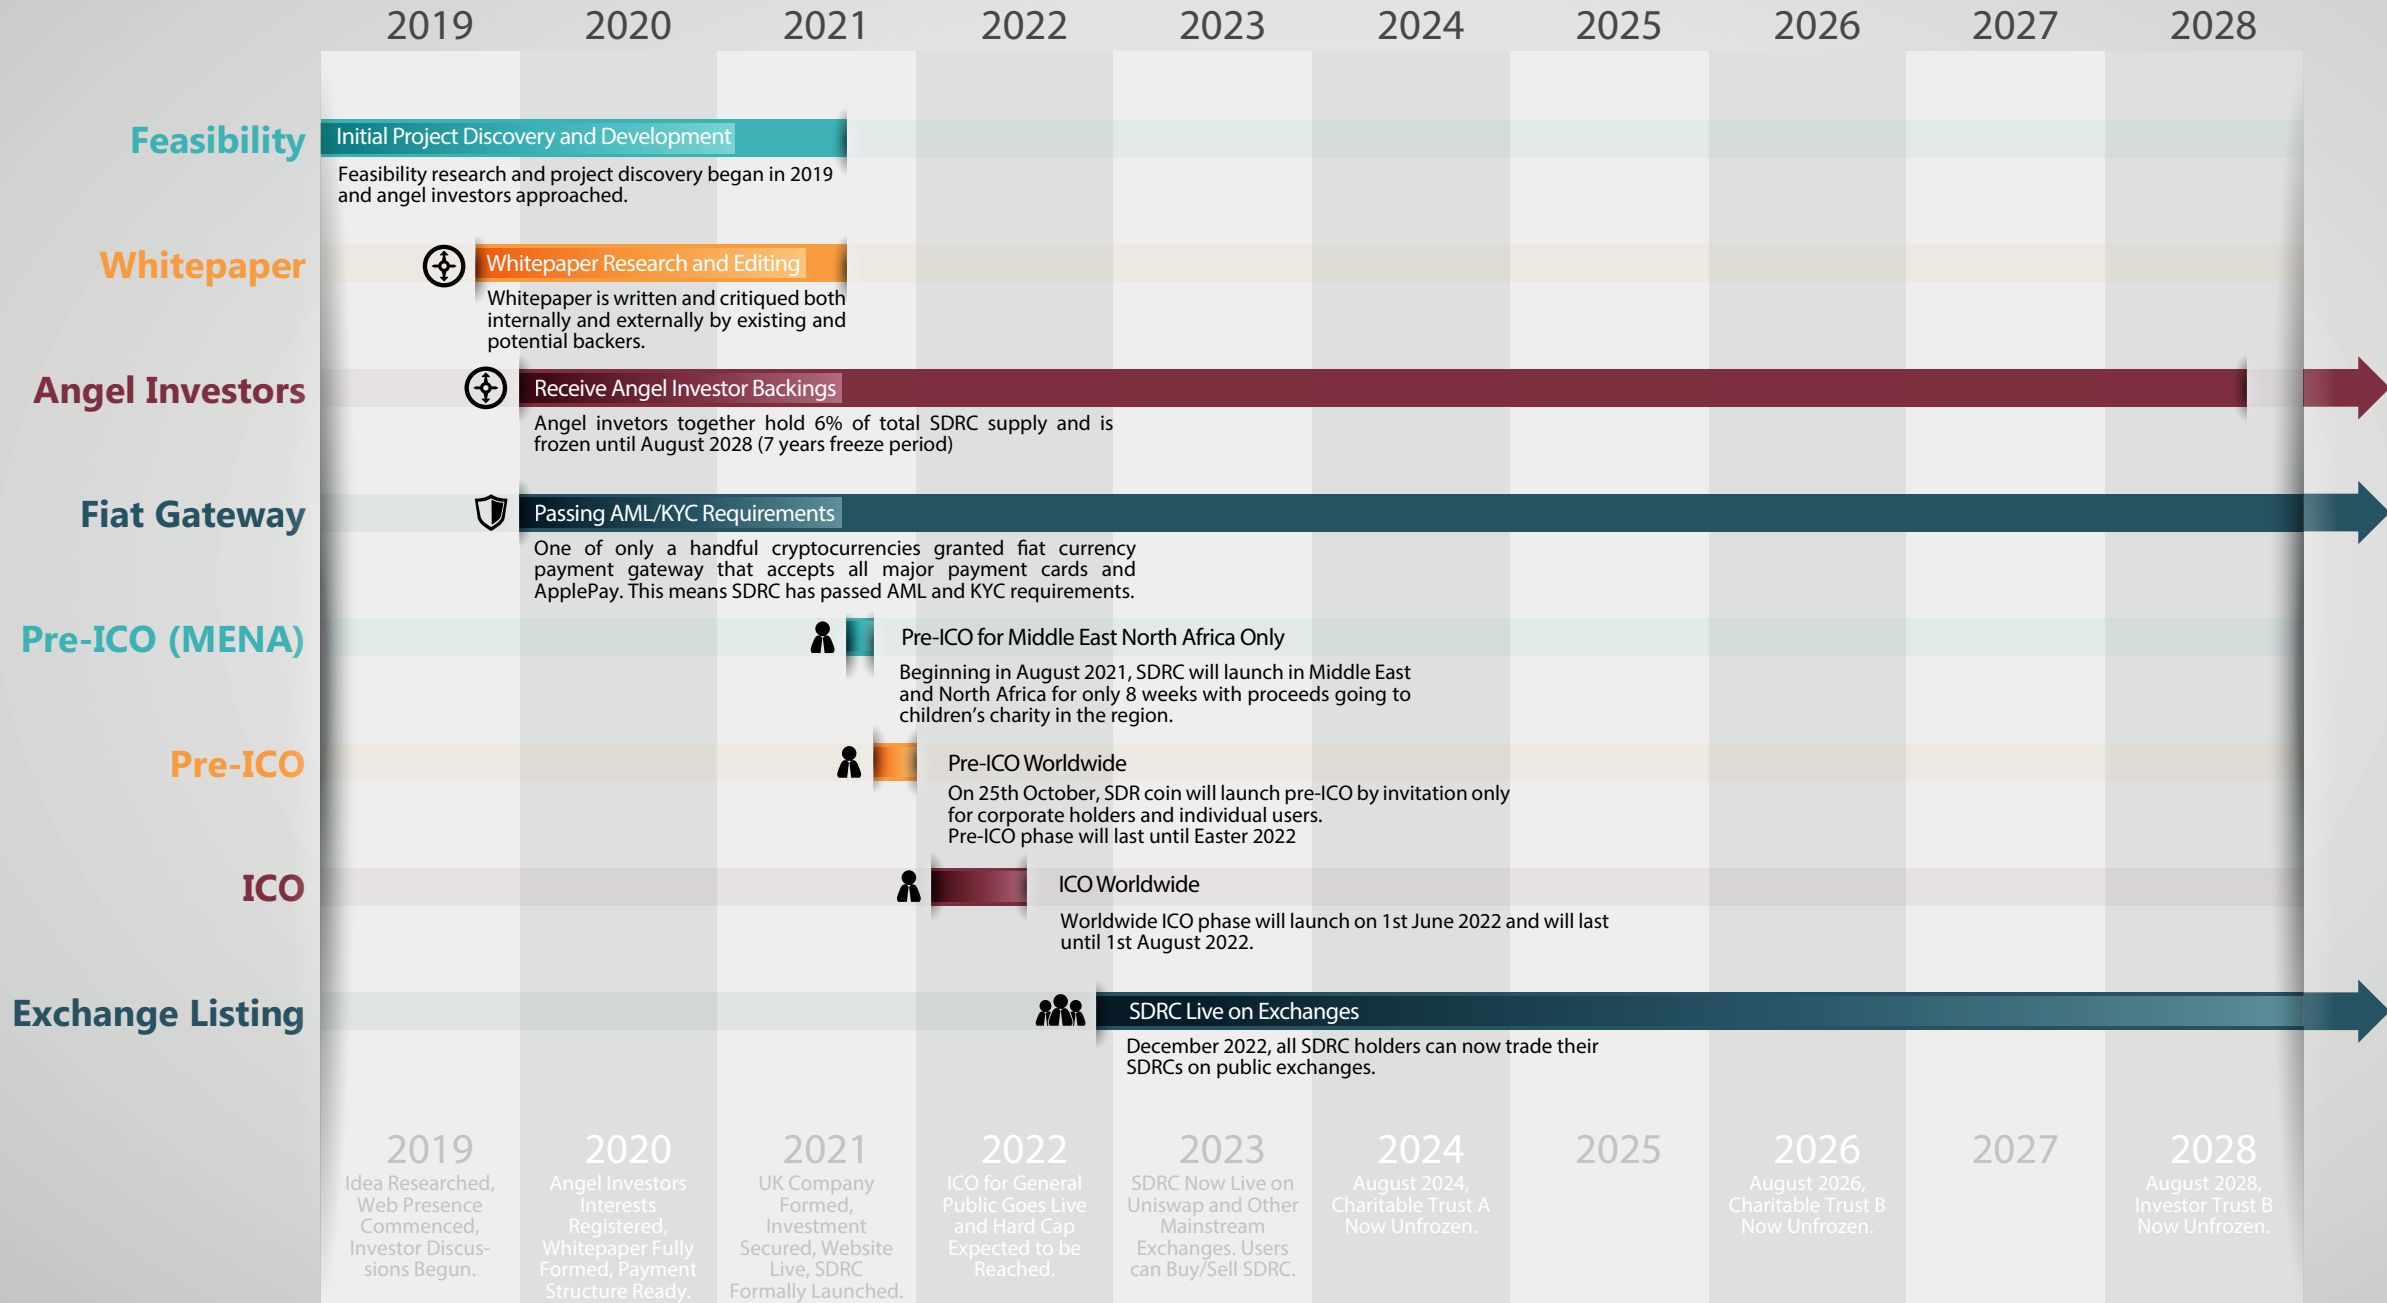 2019 2020 2021 2022 2023 2024 2025 2026 2027 2028
Feasibility
Initial Project Discovery and Development
Feasibility research and project discovery began in 2019
and angel investors approached.
Whitepaper
Whitepaper Research and Editing
Whitepaper is written and critiqued both
internally and externally by existing and
potential backers.
Angel Investors
Receive Angel Investor Backings
Angel invetors together hold 6% of total SDRC supply and is
frozen until August 2028 (7 years freeze period)
Fiat Gateway
Passing AML/KYC Requirements
One of only a handful cryptocurrencies granted fiat currency
payment gateway that accepts all major payment cards and
ApplePay. This means SDRC has passed AML and KYC requirements.
Pre-ICO (MENA)
Pre-ICO for Middle East North Africa Only
Beginning in August 2021, SDRC will launch in Middle East
and North Africa for only 8 weeks with proceeds going to
children's charity in the region.
Pre-ICO
Pre-ICO Worldwide
On 25th October, SDR coin will launch pre-ICO by invitation only
for corporate holders and individual users.
Pre-ICO phase will last until Easter 2022
ICO
ICO Worldwide
Worldwide ICO phase will launch on 1st June 2022 and will last
until 1st August 2022.
Exchange Listing
SDRC Live on Exchanges
December 2022, all SDRC holders can now trade their
SDRCs on public exchanges.
2019
Idea Researched,
Web Presence
Commenced,
Investor Discus-
sions Begun.
2020
Angel Investors
Interests
Registered,
Whitepaper Fully
Formed, Payment
Structure Ready.
2021
UK Company
Formed,
Investment
Secured, Website
Live, SDRC
Formally Launched.
2022
ICO for General
Public Goes Live
and Hard Cap
Expected to be
Reached.
2023
SDRC Now Live on
Uniswap and Other
Mainstream
Exchanges. Users
can Buy/Sell SDRC.
2024
August 2024,
Charitable Trust A
Now Unfrozen.
2025
2026
August 2026,
Charitable Trust B
Now Unfrozen.
2027
2028
August 2028,
Investor Trust B
Now Unfrozen.